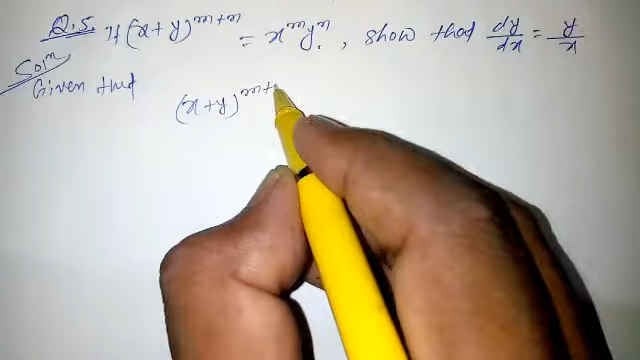 Q.5. If (x+y)^{m+n} = x^m y^n, show that dy/dx = y/x
Solⁿ
Given that
(x+y)^{m+